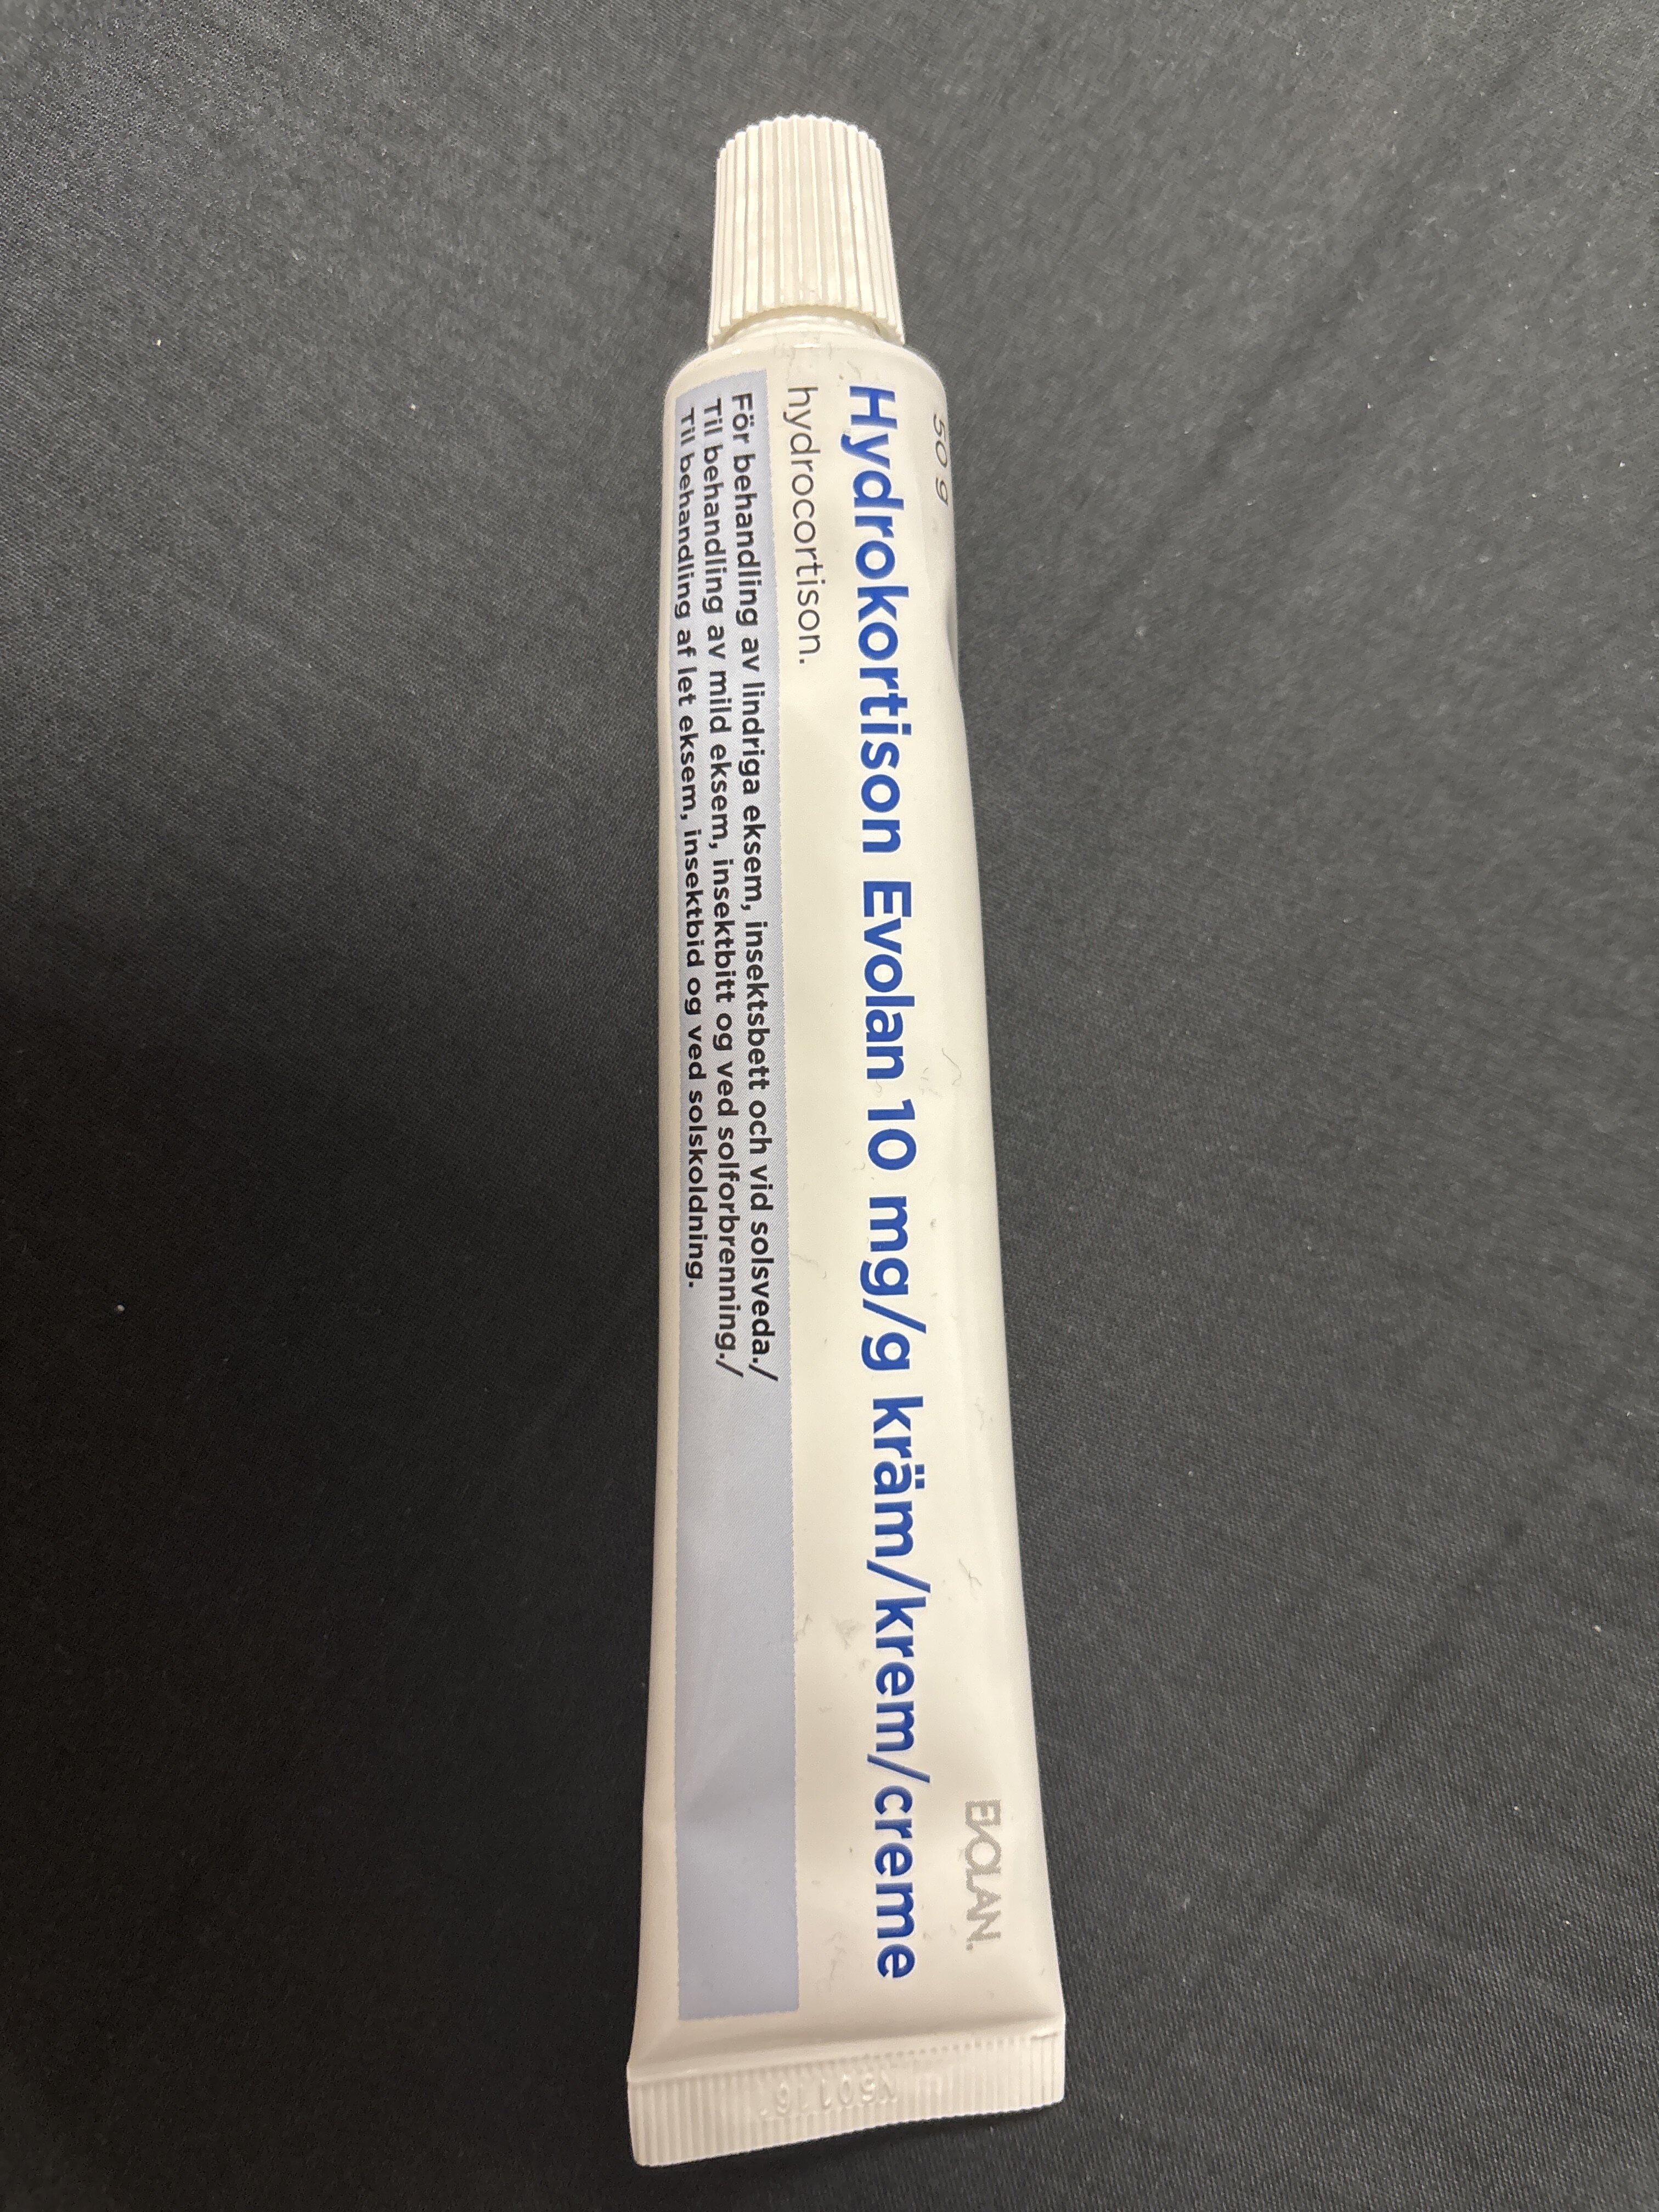 50 g
Hydrokortison Evolan 10 mg/g kräm/krem/creme
EVOLAN.
hydrocortison.
För behandling av lindriga eksem, insektsbett och vid solsveda./
Til behandling av mild eksem, insektbitt og ved solforbrenning./
Til behandling af let eksem, insektbid og ved solskoldning.